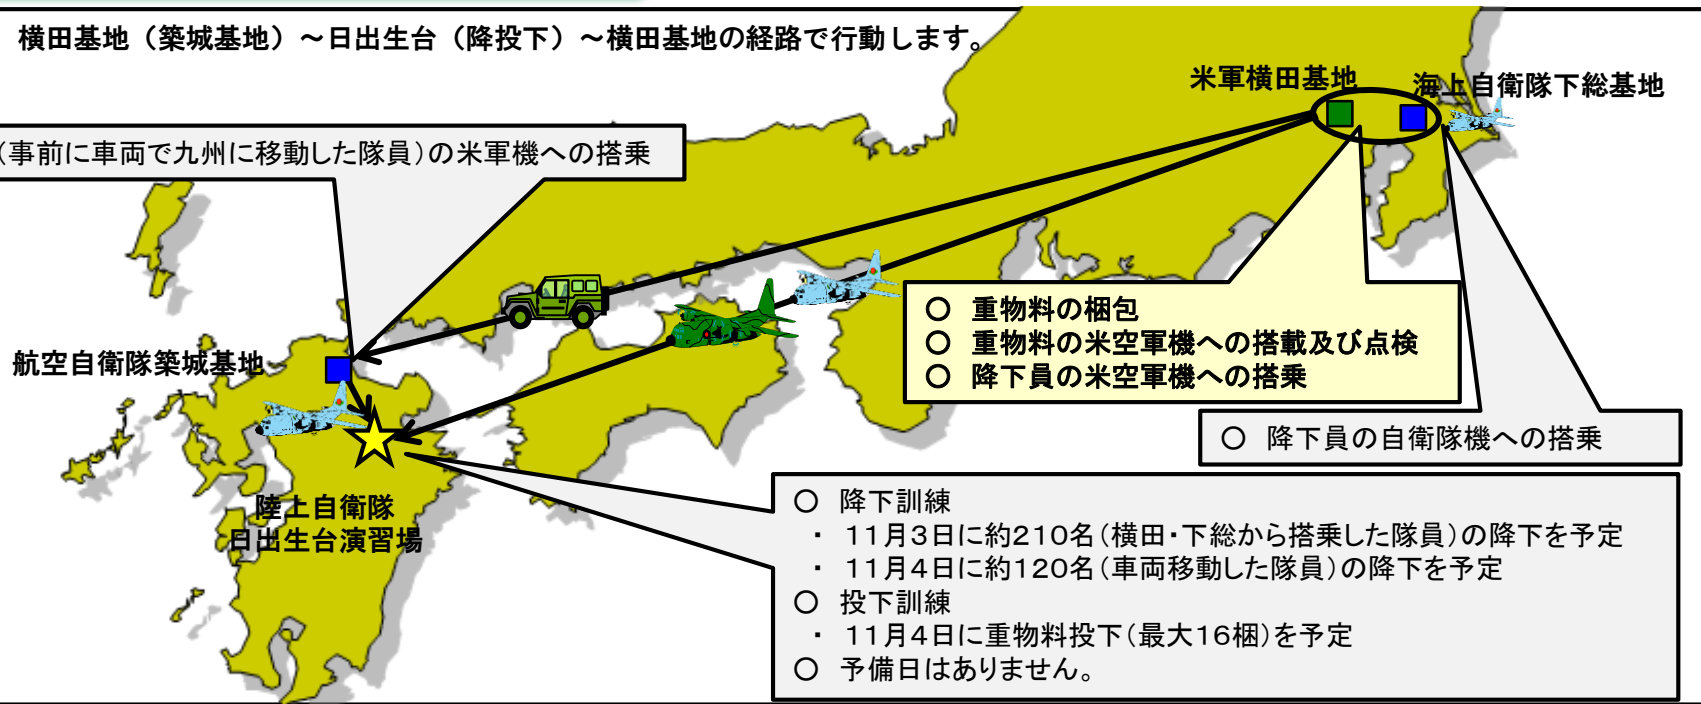 横田基地（築城基地）～日出生台（降投下）～横田基地の経路で行動します。
米軍横田基地
海上自衛隊下総基地
（事前に車両で九州に移動した隊員）の米軍機への搭乗
○ 重物料の梱包
○ 重物料の米空軍機への搭載及び点検
○ 降下員の米空軍機への搭乗
航空自衛隊築城基地
○ 降下員の自衛隊機への搭乗
陸上自衛隊
日出生台演習場
○ 降下訓練
・ 11月3日に約210名（横田・下総から搭乗した隊員）の降下を予定
・ 11月4日に約120名（車両移動した隊員）の降下を予定
○ 投下訓練
・ 11月4日に重物料投下（最大16梱）を予定
○ 予備日はありません。